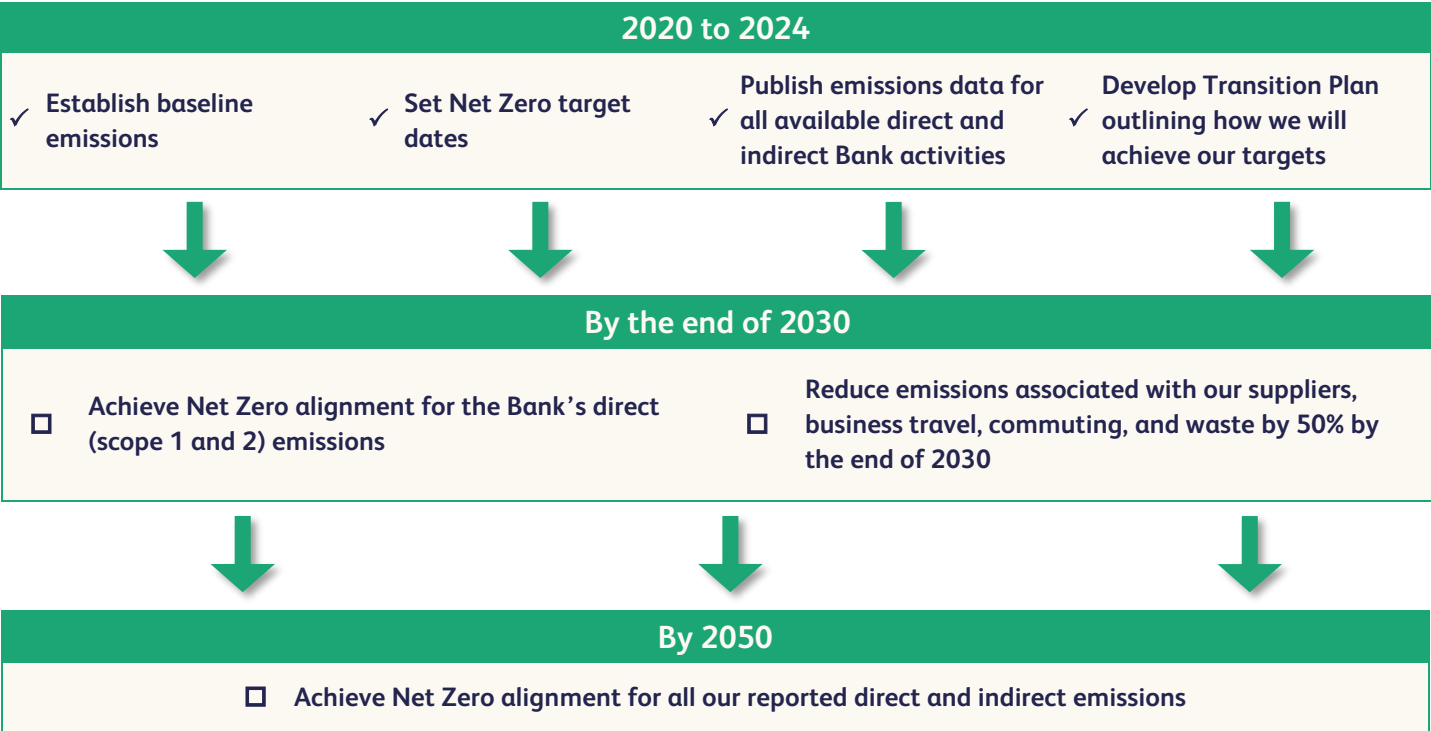 2020 to 2024
Establish baseline
emissions
Set Net Zero target
dates
Publish emissions data for
all available direct and
indirect Bank activities
Develop Transition Plan
outlining how we will
achieve our targets
By the end of 2030
Achieve Net Zero alignment for the Bank's direct
(scope 1 and 2) emissions
Reduce emissions associated with our suppliers,
business travel, commuting, and waste by 50% by
the end of 2030
By 2050
Achieve Net Zero alignment for all our reported direct and indirect emissions